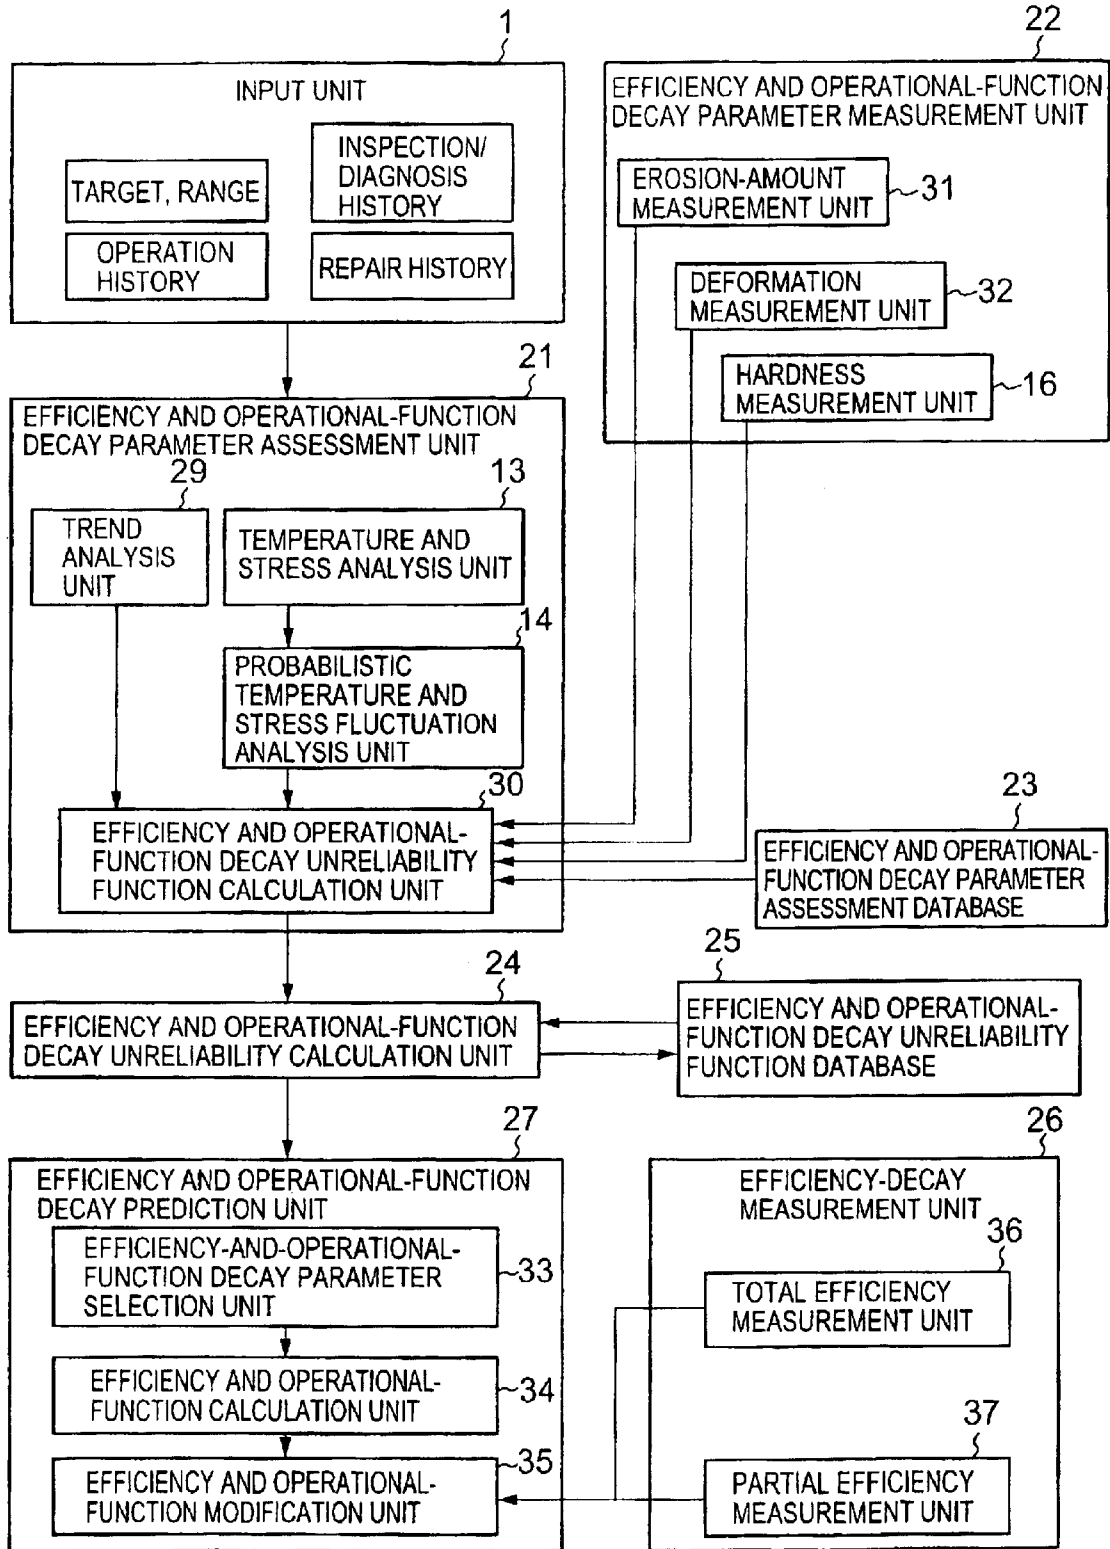 1
INPUT UNIT
TARGET, RANGE
INSPECTION/
DIAGNOSIS
HISTORY
OPERATION
HISTORY
REPAIR HISTORY
22
EFFICIENCY AND OPERATIONAL-FUNCTION
DECAY PARAMETER MEASUREMENT UNIT
EROSION-AMOUNT
MEASUREMENT UNIT
31
DEFORMATION
MEASUREMENT UNIT
32
HARDNESS
MEASUREMENT UNIT
16
21
EFFICIENCY AND OPERATIONAL-FUNCTION
DECAY PARAMETER ASSESSMENT UNIT
29
TREND
ANALYSIS
UNIT
13
TEMPERATURE AND
STRESS ANALYSIS UNIT
14
PROBABILISTIC
TEMPERATURE AND
STRESS FLUCTUATION
ANALYSIS UNIT
30
EFFICIENCY AND OPERATIONAL-
FUNCTION DECAY UNRELIABILITY
FUNCTION CALCULATION UNIT
23
EFFICIENCY AND OPERATIONAL-
FUNCTION DECAY PARAMETER
ASSESSMENT DATABASE
24
EFFICIENCY AND OPERATIONAL-FUNCTION
DECAY UNRELIABILITY CALCULATION UNIT
25
EFFICIENCY AND OPERATIONAL-
FUNCTION DECAY UNRELIABILITY
FUNCTION DATABASE
27
EFFICIENCY AND OPERATIONAL-FUNCTION
DECAY PREDICTION UNIT
EFFICIENCY-AND-OPERATIONAL-
FUNCTION DECAY PARAMETER
SELECTION UNIT
33
EFFICIENCY AND OPERATIONAL-
FUNCTION CALCULATION UNIT
34
EFFICIENCY AND OPERATIONAL-
FUNCTION MODIFICATION UNIT
35
26
EFFICIENCY-DECAY
MEASUREMENT UNIT
36
TOTAL EFFICIENCY
MEASUREMENT UNIT
37
PARTIAL EFFICIENCY
MEASUREMENT UNIT